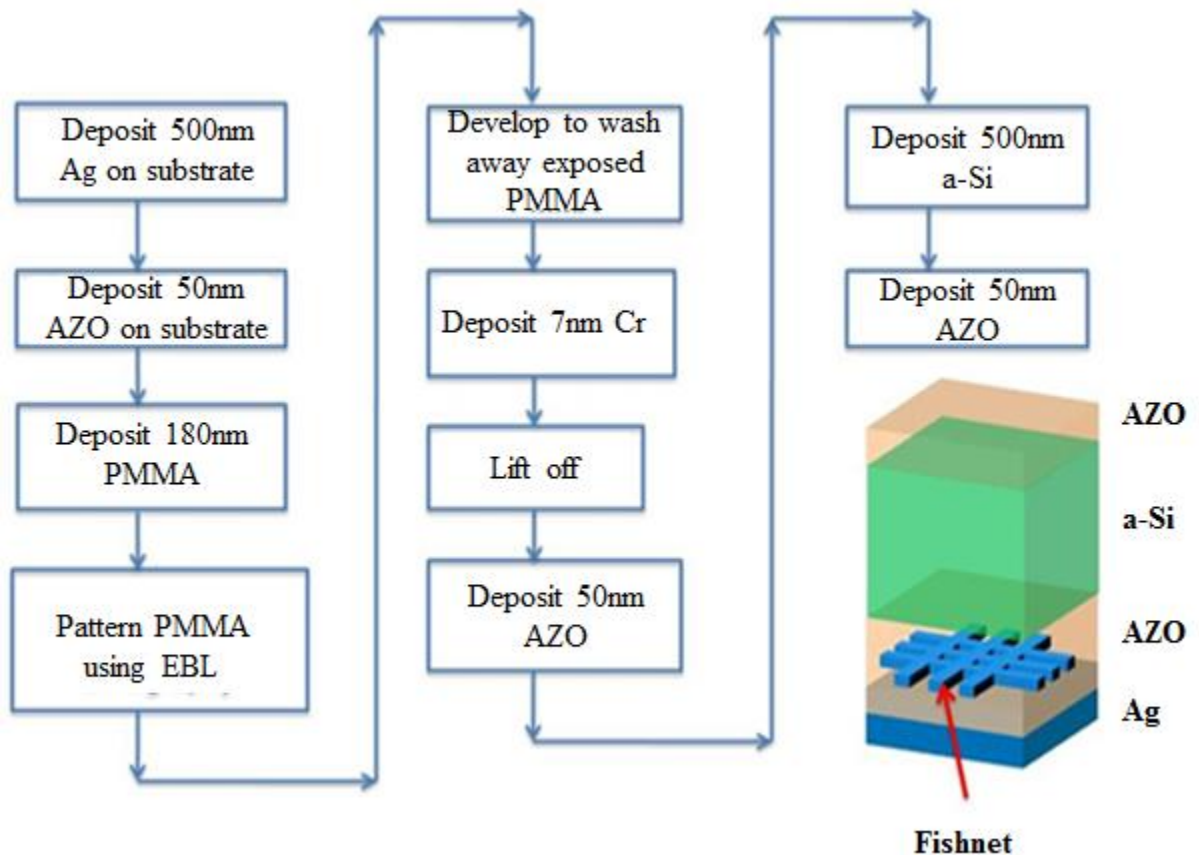 Deposit 500nm
Ag on substrate
Deposit 50nm
AZO on substrate
Deposit 180nm
PMMA
Pattern PMMA
using EBL
Develop to wash
away exposed
PMMA
Deposit 7nm Cr
Lift off
Deposit 50nm
AZO
Deposit 500nm
a-Si
Deposit 50nm
AZO
AZO
a-Si
AZO
Ag
Fishnet